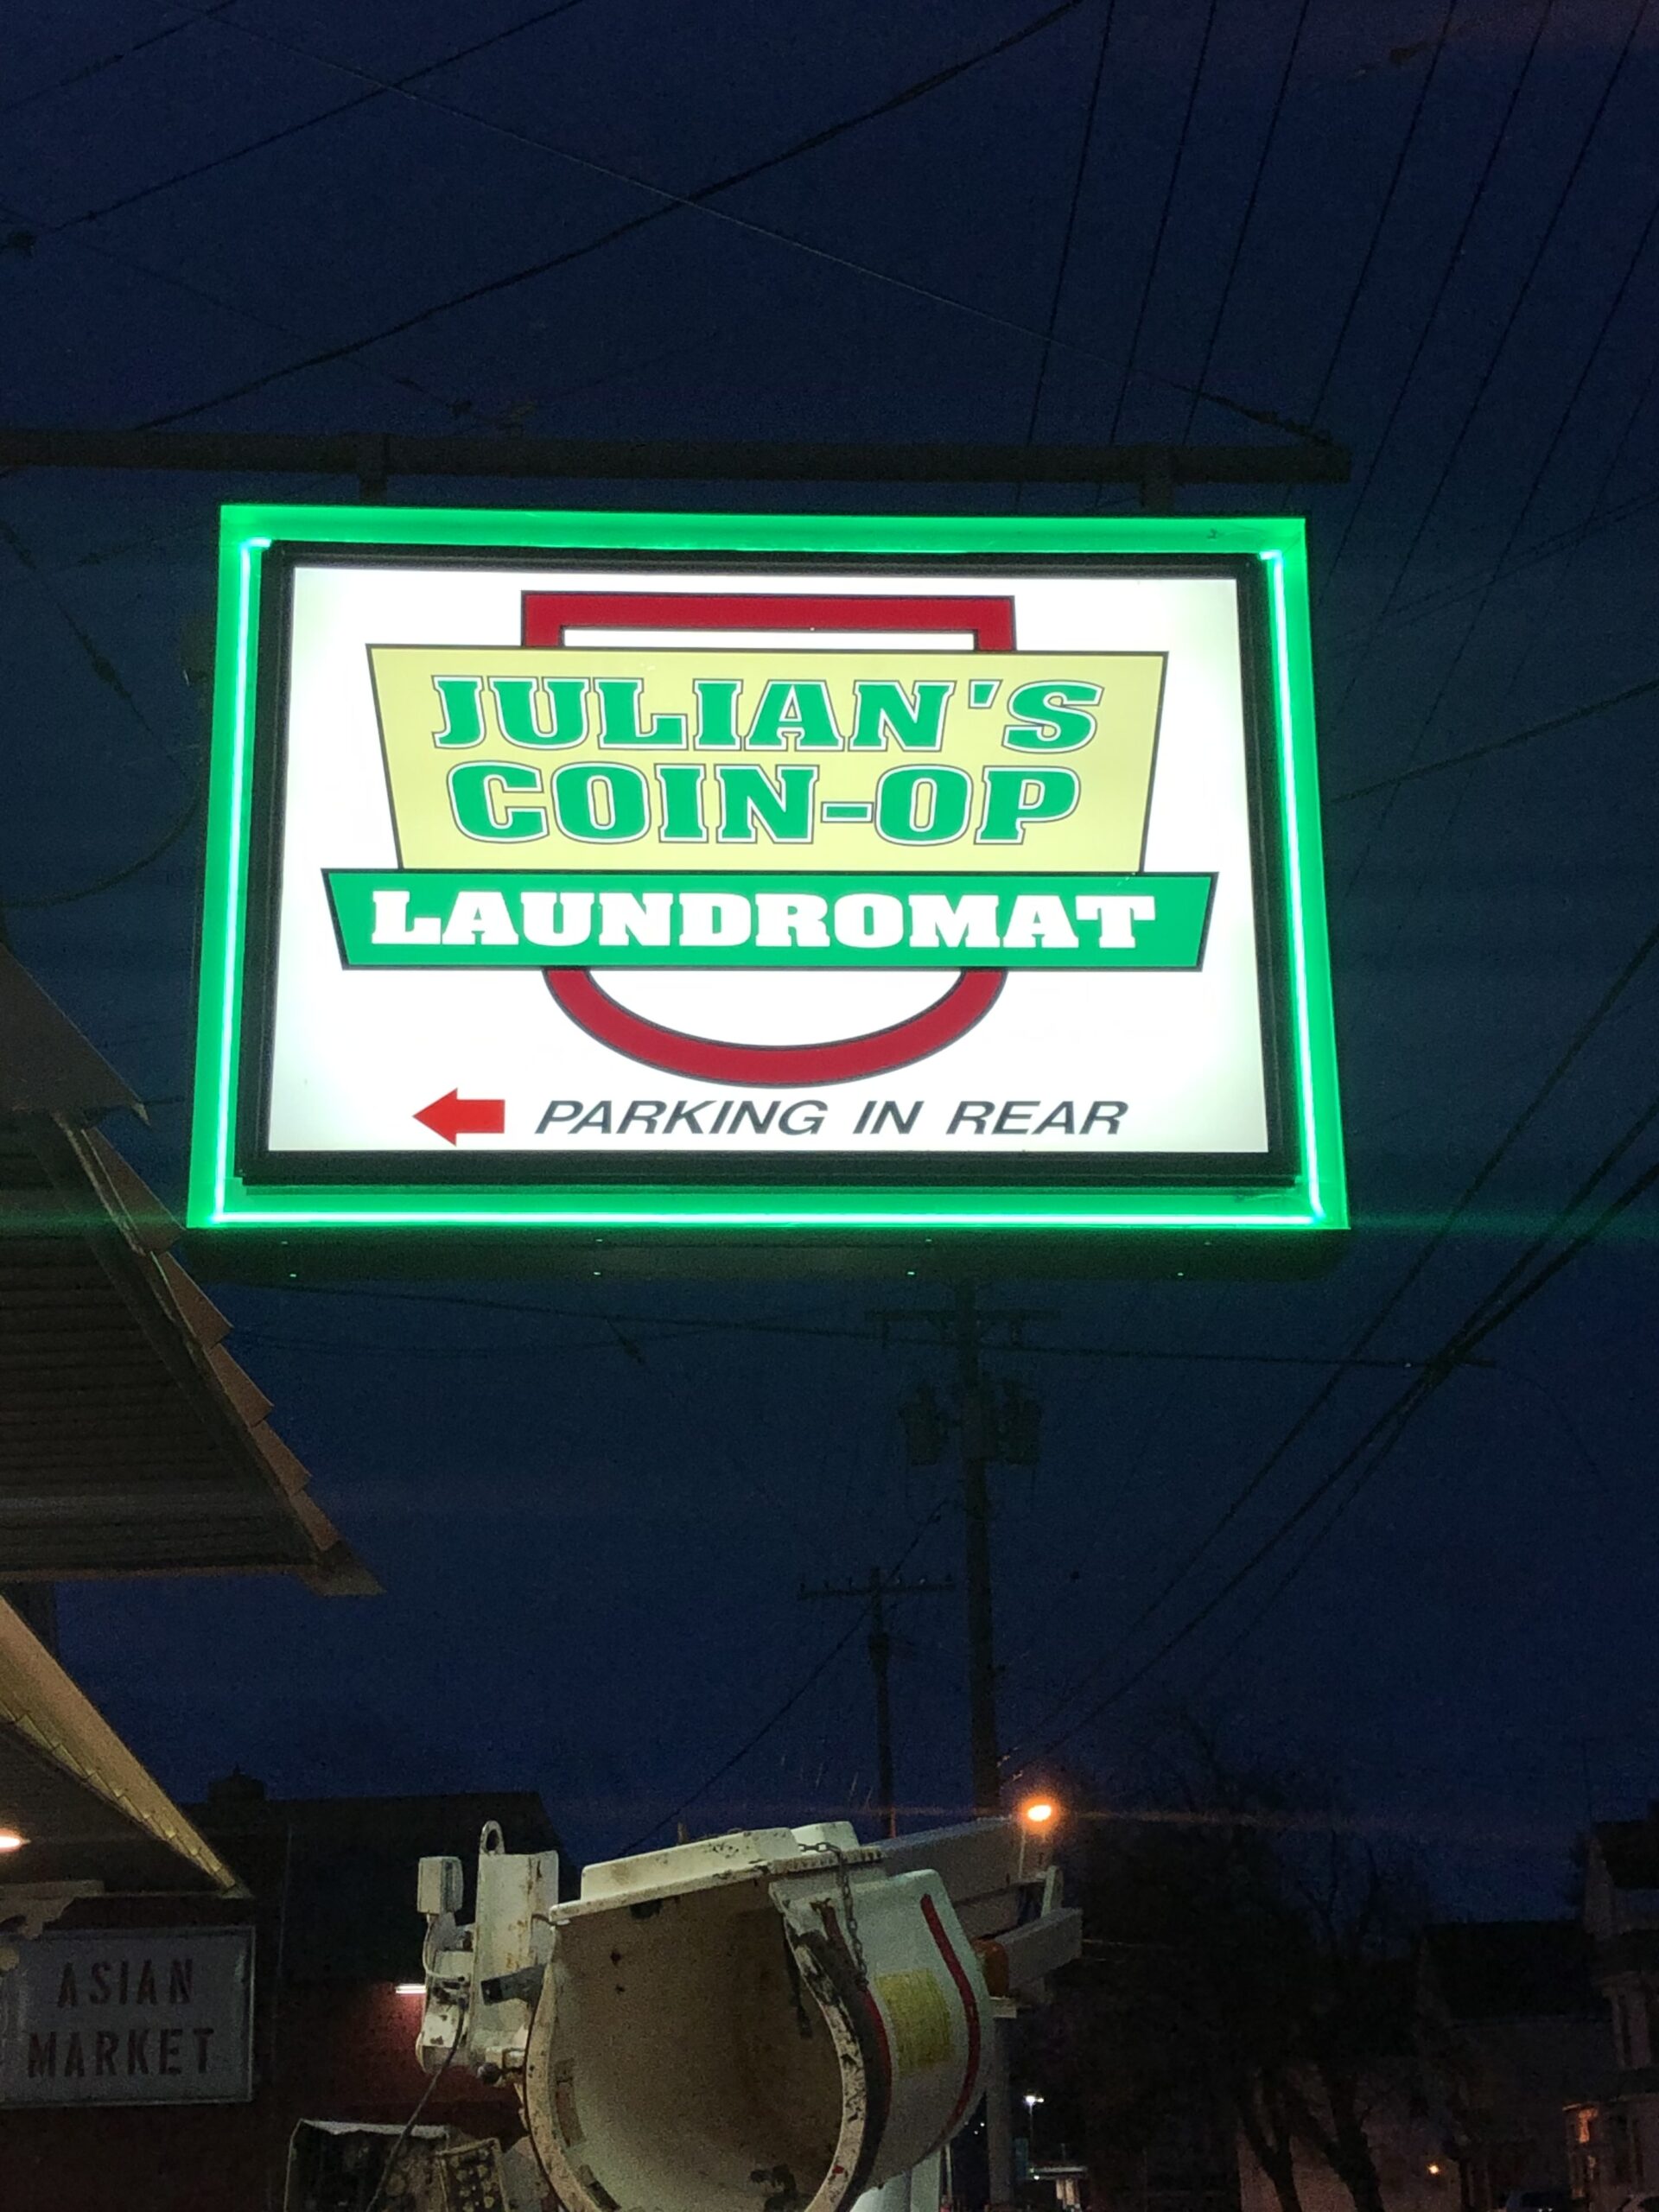 JULIAN'S
COIN-OP
LAUNDROMAT
PARKING IN REAR
ASIAN
MARKET